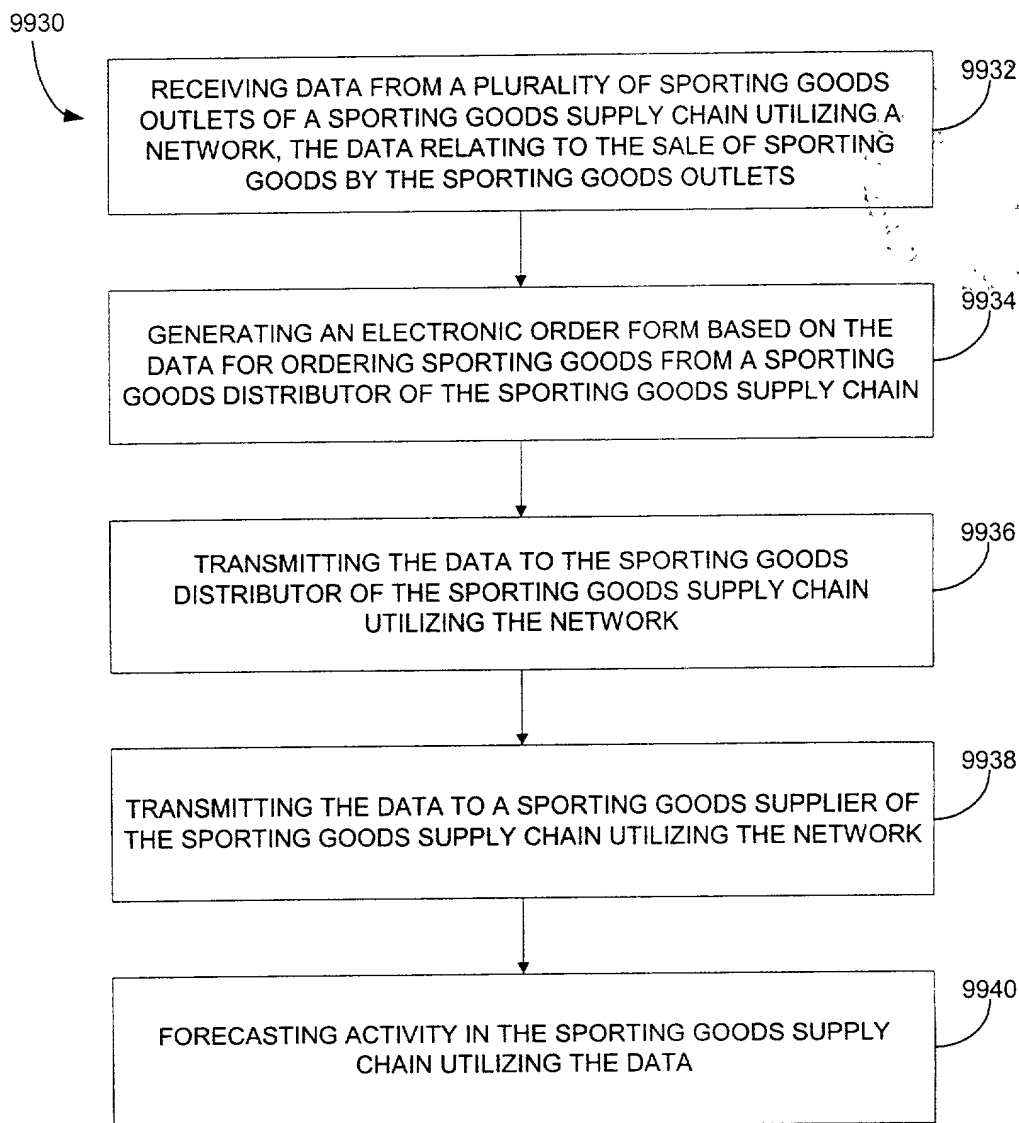 9930
9932
RECEIVING DATA FROM A PLURALITY OF SPORTING GOODS
OUTLETS OF A SPORTING GOODS SUPPLY CHAIN UTILIZING A
NETWORK, THE DATA RELATING TO THE SALE OF SPORTING
GOODS BY THE SPORTING GOODS OUTLETS
9934
GENERATING AN ELECTRONIC ORDER FORM BASED ON THE
DATA FOR ORDERING SPORTING GOODS FROM A SPORTING
GOODS DISTRIBUTOR OF THE SPORTING GOODS SUPPLY CHAIN
9936
TRANSMITTING THE DATA TO THE SPORTING GOODS
DISTRIBUTOR OF THE SPORTING GOODS SUPPLY CHAIN
UTILIZING THE NETWORK
9938
TRANSMITTING THE DATA TO A SPORTING GOODS SUPPLIER OF
THE SPORTING GOODS SUPPLY CHAIN UTILIZING THE NETWORK
9940
FORECASTING ACTIVITY IN THE SPORTING GOODS SUPPLY
CHAIN UTILIZING THE DATA